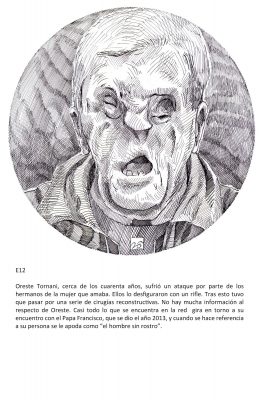 25
E12
Oreste Tornani, cerca de los cuarenta años, sufrió un ataque por parte de los
hermanos de la mujer que amaba. Ellos lo desfiguraron con un rifle. Tras esto tuvo
que pasar por una serie de cirugías reconstructivas. No hay mucha información al
respecto de Oreste. Casi todo lo que se encuentra en la red gira en torno a su
encuentro con el Papa Francisco, que se dio el año 2013, y cuando se hace referencia
a su persona se le apoda como “el hombre sin rostro”.